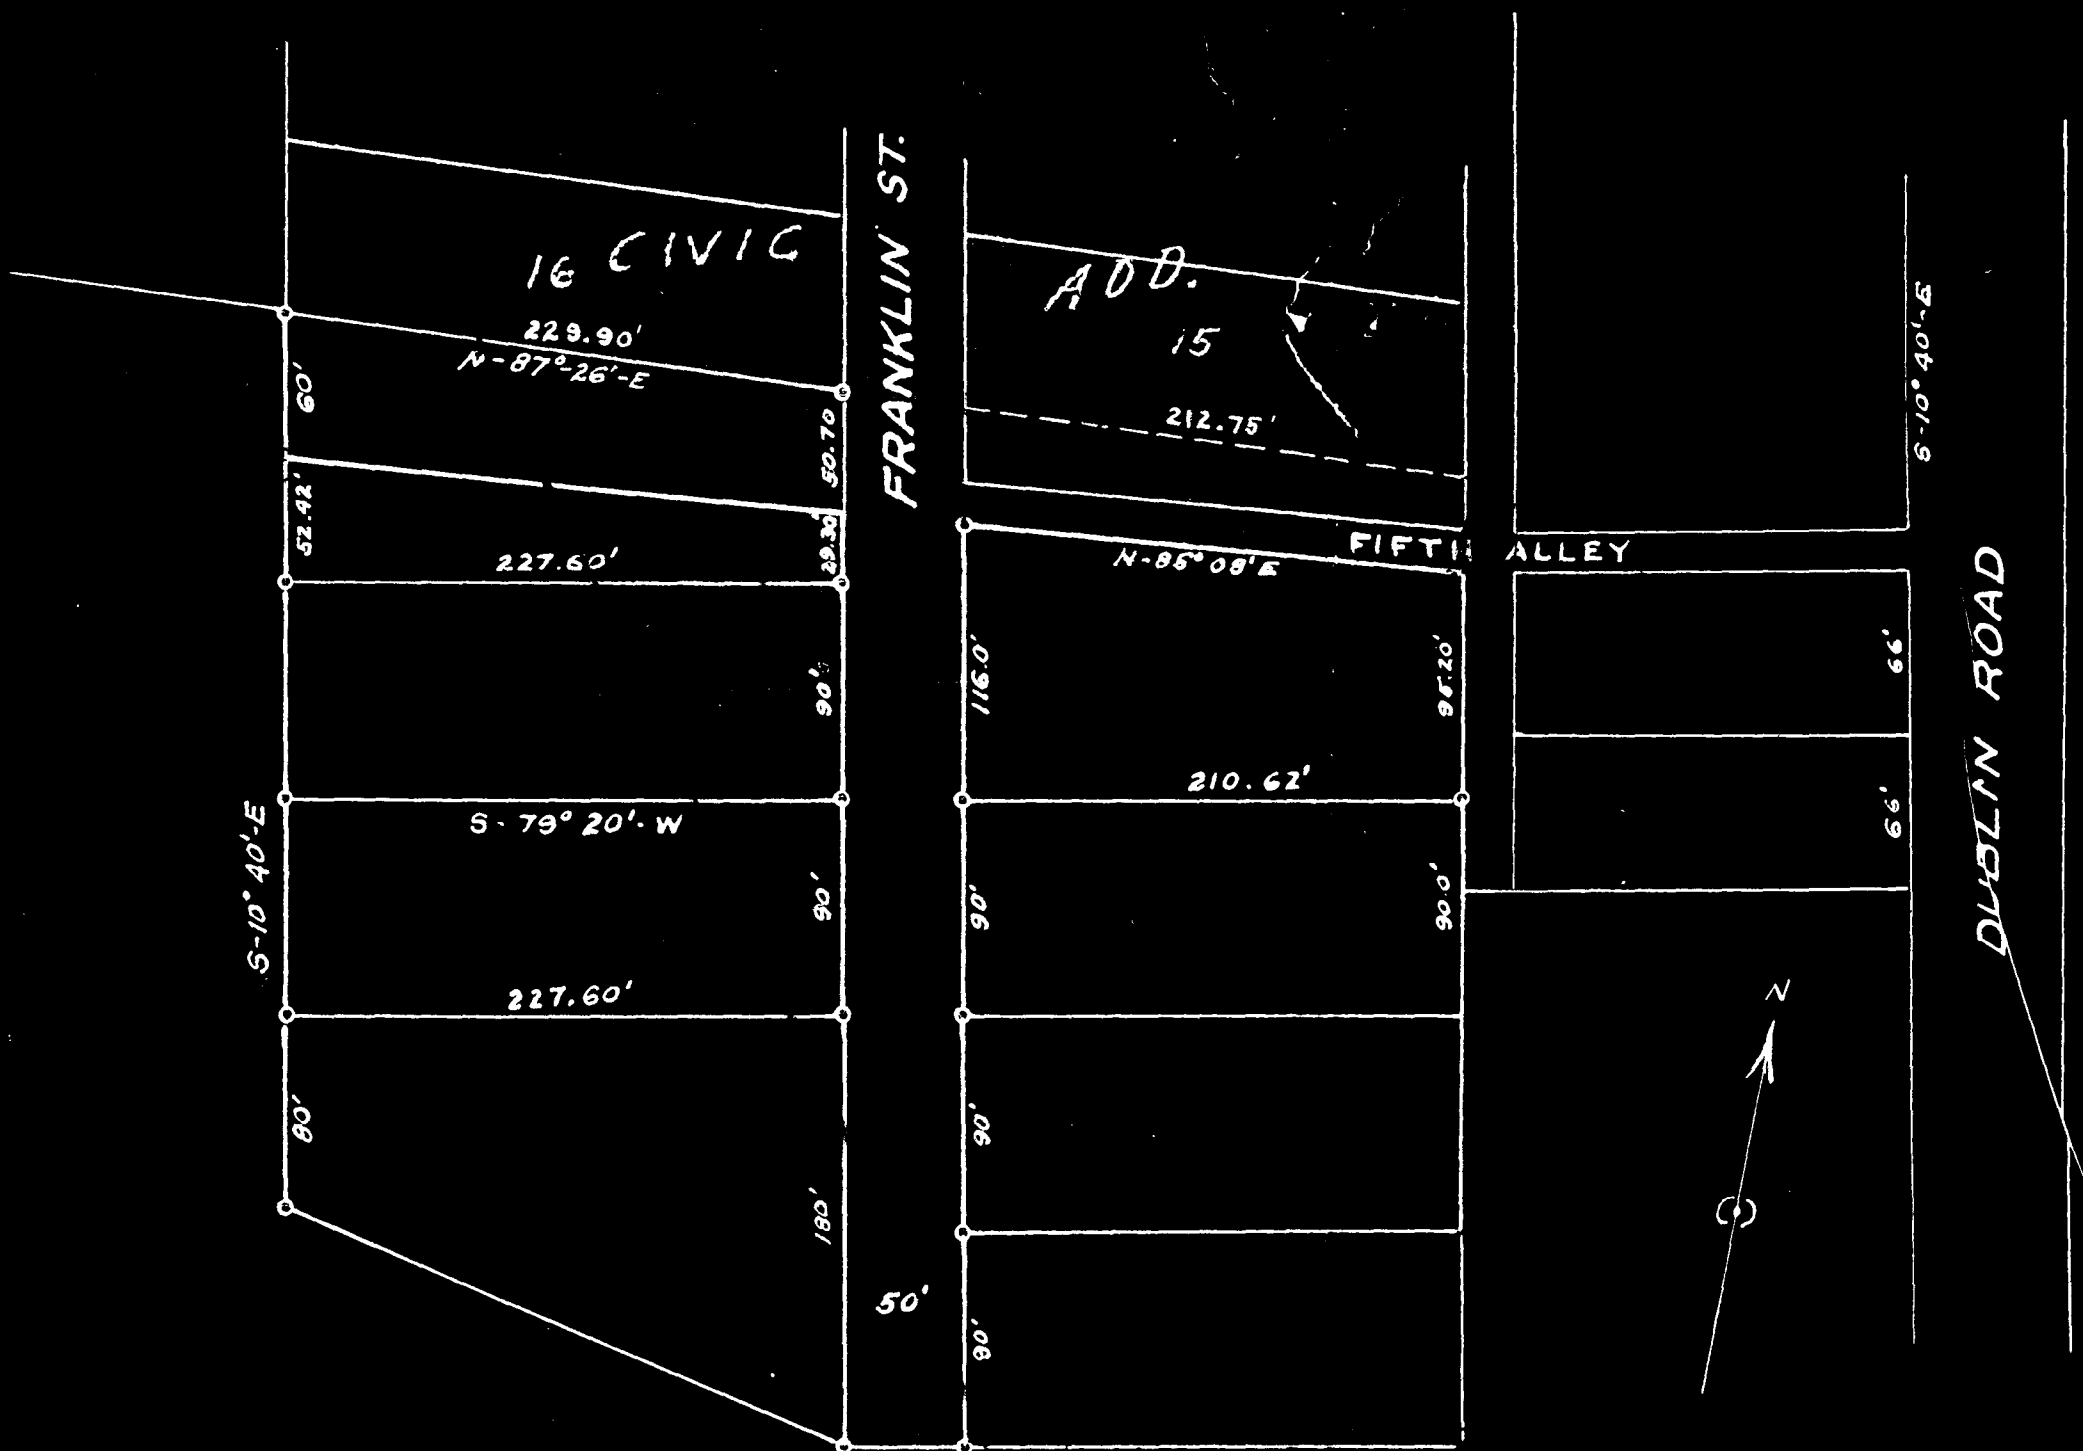 FRANKLIN ST.
16 CIVIC
ADD.
15
229.90'
N-87°-26'-E
60'
50.70
212.75'
S-10°40'-E
52.42'
29.30'
227.60'
FIFTH ALLEY
N-85°08'E
90'
116.0'
95.20'
66'
DUBLIN ROAD
210.62'
S-79°20'-W
66'
S-10°40'-E
90'
90'
90.0'
227.60'
N
80'
90'
180'
50'